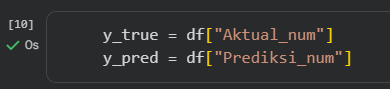 [10]
0s
y_true = df["Aktual_num"]
y_pred = df["Prediksi_num"]